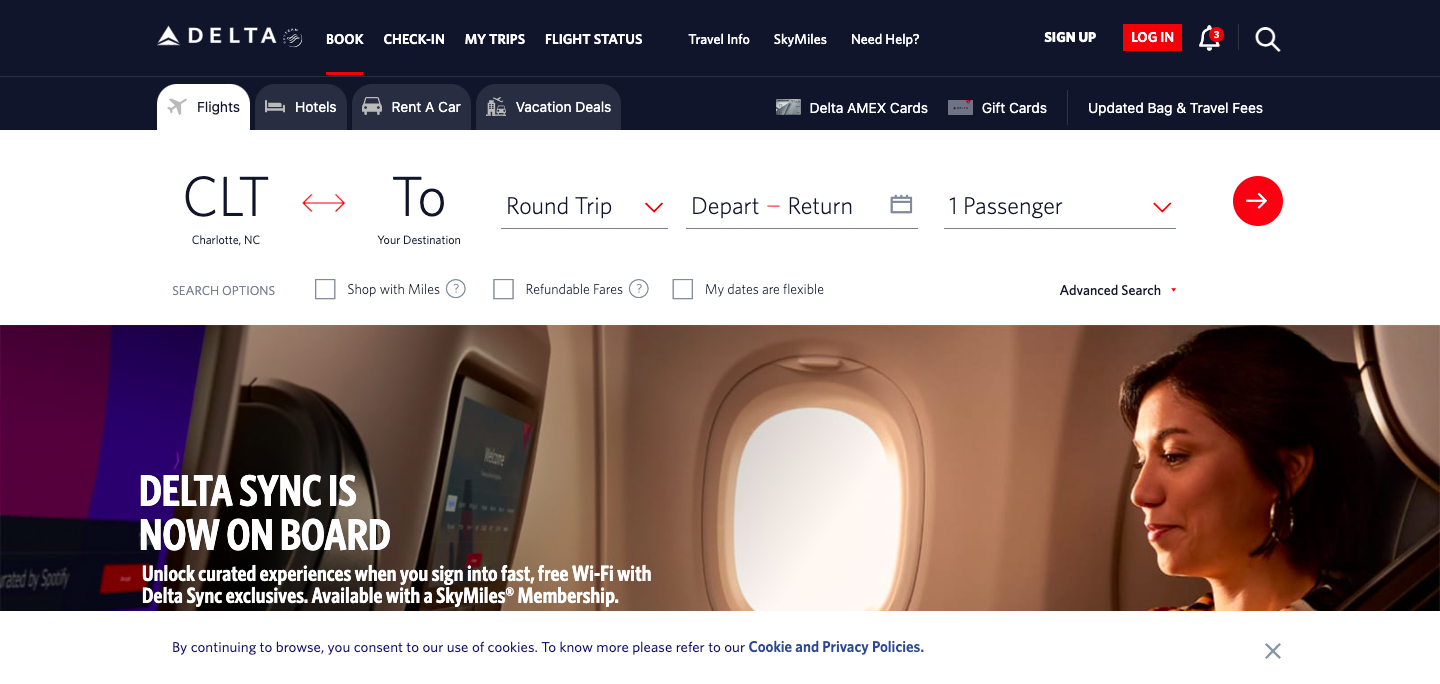 DELTA
BOOK CHECK-IN MY TRIPS FLIGHT STATUS Travel Info SkyMiles Need Help? SIGN UP LOG IN 3
Flights Hotels Rent A Car Vacation Deals Delta AMEX Cards Gift Cards Updated Bag & Travel Fees
CLT To
Round Trip Depart – Return 1 Passenger
Charlotte, NC Your Destination
SEARCH OPTIONS Shop with Miles ? Refundable Fares ? My dates are flexible Advanced Search
Welcome
DELTA SYNC IS
NOW ON BOARD
Unlock curated experiences when you sign into fast, free Wi-Fi with
Delta Sync exclusives. Available with a SkyMiles® Membership.
rated by Spotify
By continuing to browse, you consent to our use of cookies. To know more please refer to our Cookie and Privacy Policies.